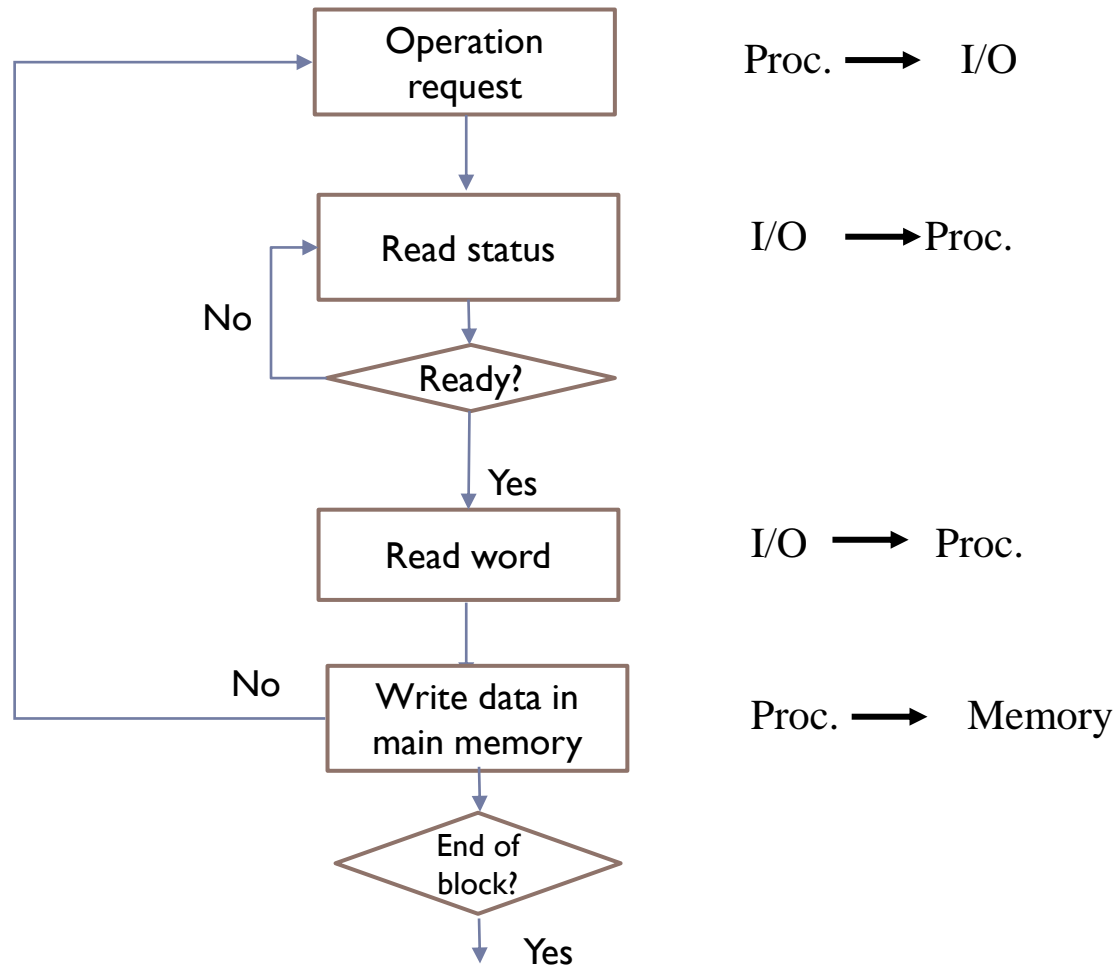 Operation
request
Proc. I/O
Read status
I/O Proc.
No
Ready?
Yes
Read word
I/O Proc.
No
Write data in
main memory
Proc. Memory
End of
block?
Yes